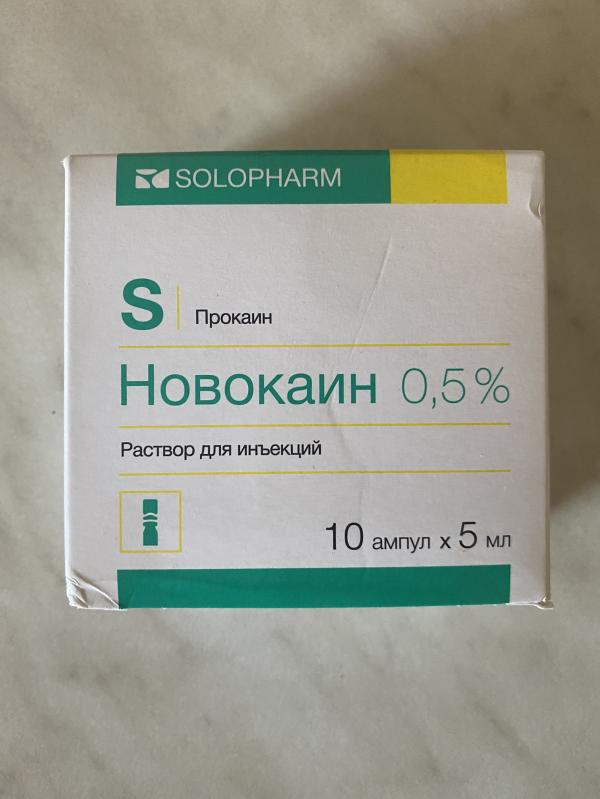 SOLOPHARM
S Прокаин
Новокаин 0,5%
Раствор для инъекций
10 ампул х 5 мл